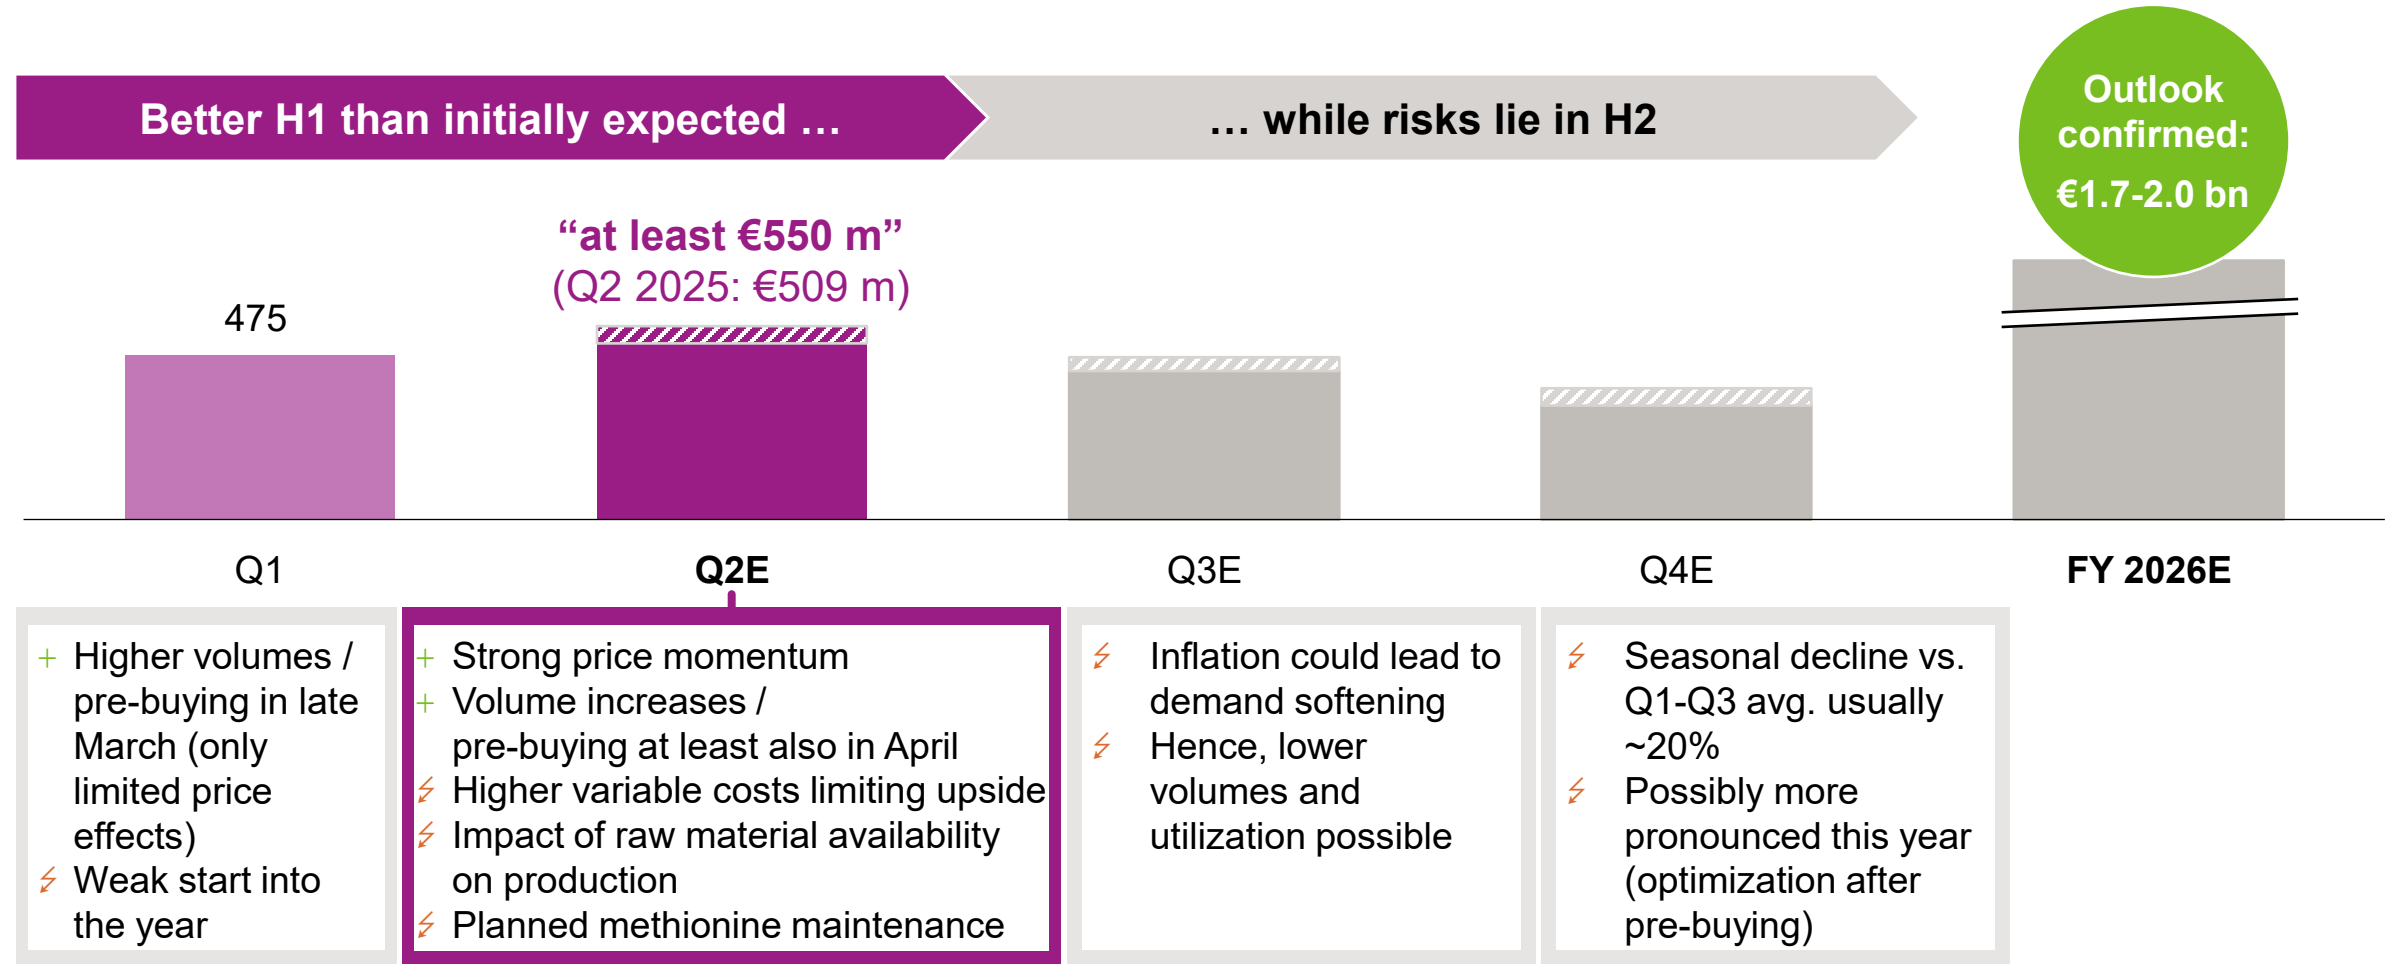 Better H1 than initially expected …
… while risks lie in H2
Outlook
confirmed:
€1.7-2.0 bn
“at least €550 m”
(Q2 2025: €509 m)
475
Q1
Q2E
Q3E
Q4E
FY 2026E
+ Higher volumes /
pre-buying in late
March (only
limited price
effects)
Weak start into
the year
+ Strong price momentum
+ Volume increases /
pre-buying at least also in April
Higher variable costs limiting upside
Impact of raw material availability
on production
Planned methionine maintenance
Inflation could lead to
demand softening
Hence, lower
volumes and
utilization possible
Seasonal decline vs.
Q1-Q3 avg. usually
~20%
Possibly more
pronounced this year
(optimization after
pre-buying)